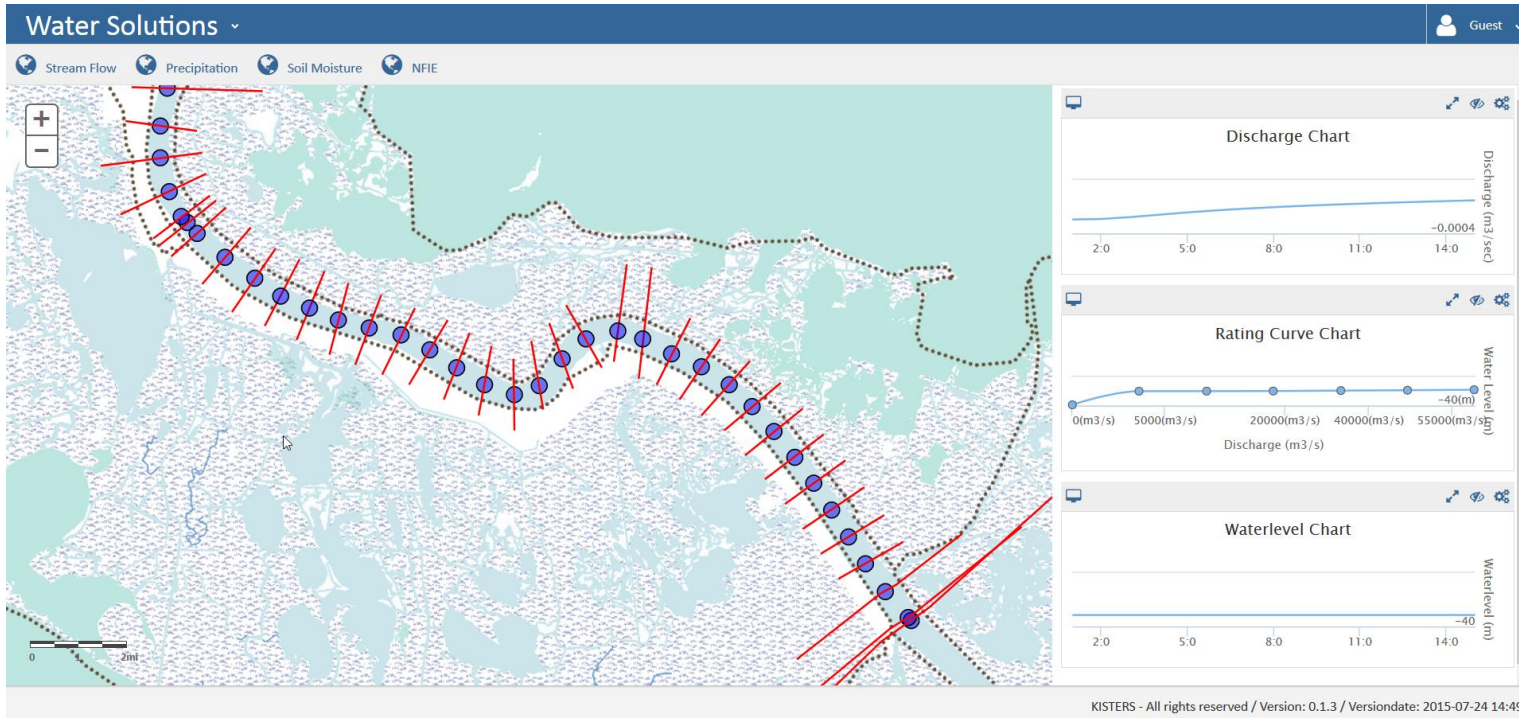 Water Solutions
Guest
Stream Flow Precipitation Soil Moisture NFIE
+
−
0 1 2mi
Discharge Chart
Discharge (m3/sec)
−0.0004
2:0 5:0 8:0 11:0 14:0
Rating Curve Chart
Water Level (m)
−40(m)
0(m3/s) 5000(m3/s) 20000(m3/s) 40000(m3/s) 55000(m3/s)
Discharge (m3/s)
Waterlevel Chart
Waterlevel (m)
−40
2:0 5:0 8:0 11:0 14:0
KISTERS - All rights reserved / Version: 0.1.3 / Versiondate: 2015-07-24 14:49